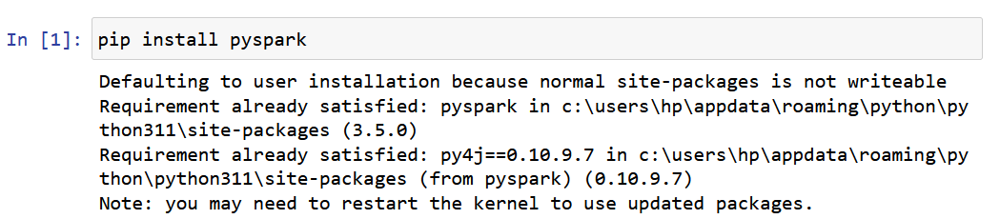 In [1]: pip install pyspark
Defaulting to user installation because normal site-packages is not writeable
Requirement already satisfied: pyspark in c:\users\hp\appdata\roaming\python\py
thon311\site-packages (3.5.0)
Requirement already satisfied: py4j==0.10.9.7 in c:\users\hp\appdata\roaming\py
thon\python311\site-packages (from pyspark) (0.10.9.7)
Note: you may need to restart the kernel to use updated packages.